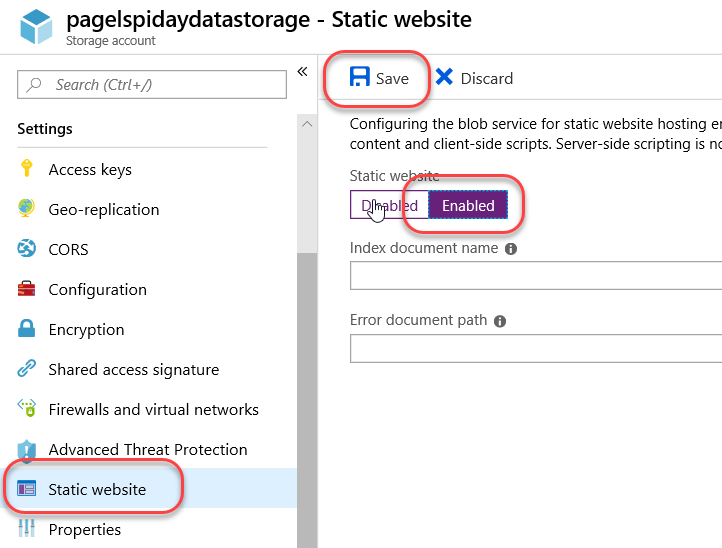 pagelspidaydatastorage - Static website
Storage account
«
Search (Ctrl+/)
Settings
Access keys
Geo-replication
CORS
Configuration
Encryption
Shared access signature
Firewalls and virtual networks
Advanced Threat Protection
Static website
Properties
Save Discard
Configuring the blob service for static website hosting
content and client-side scripts. Server-side scripting is
Static website
Disabled Enabled
Index document name
Error document path